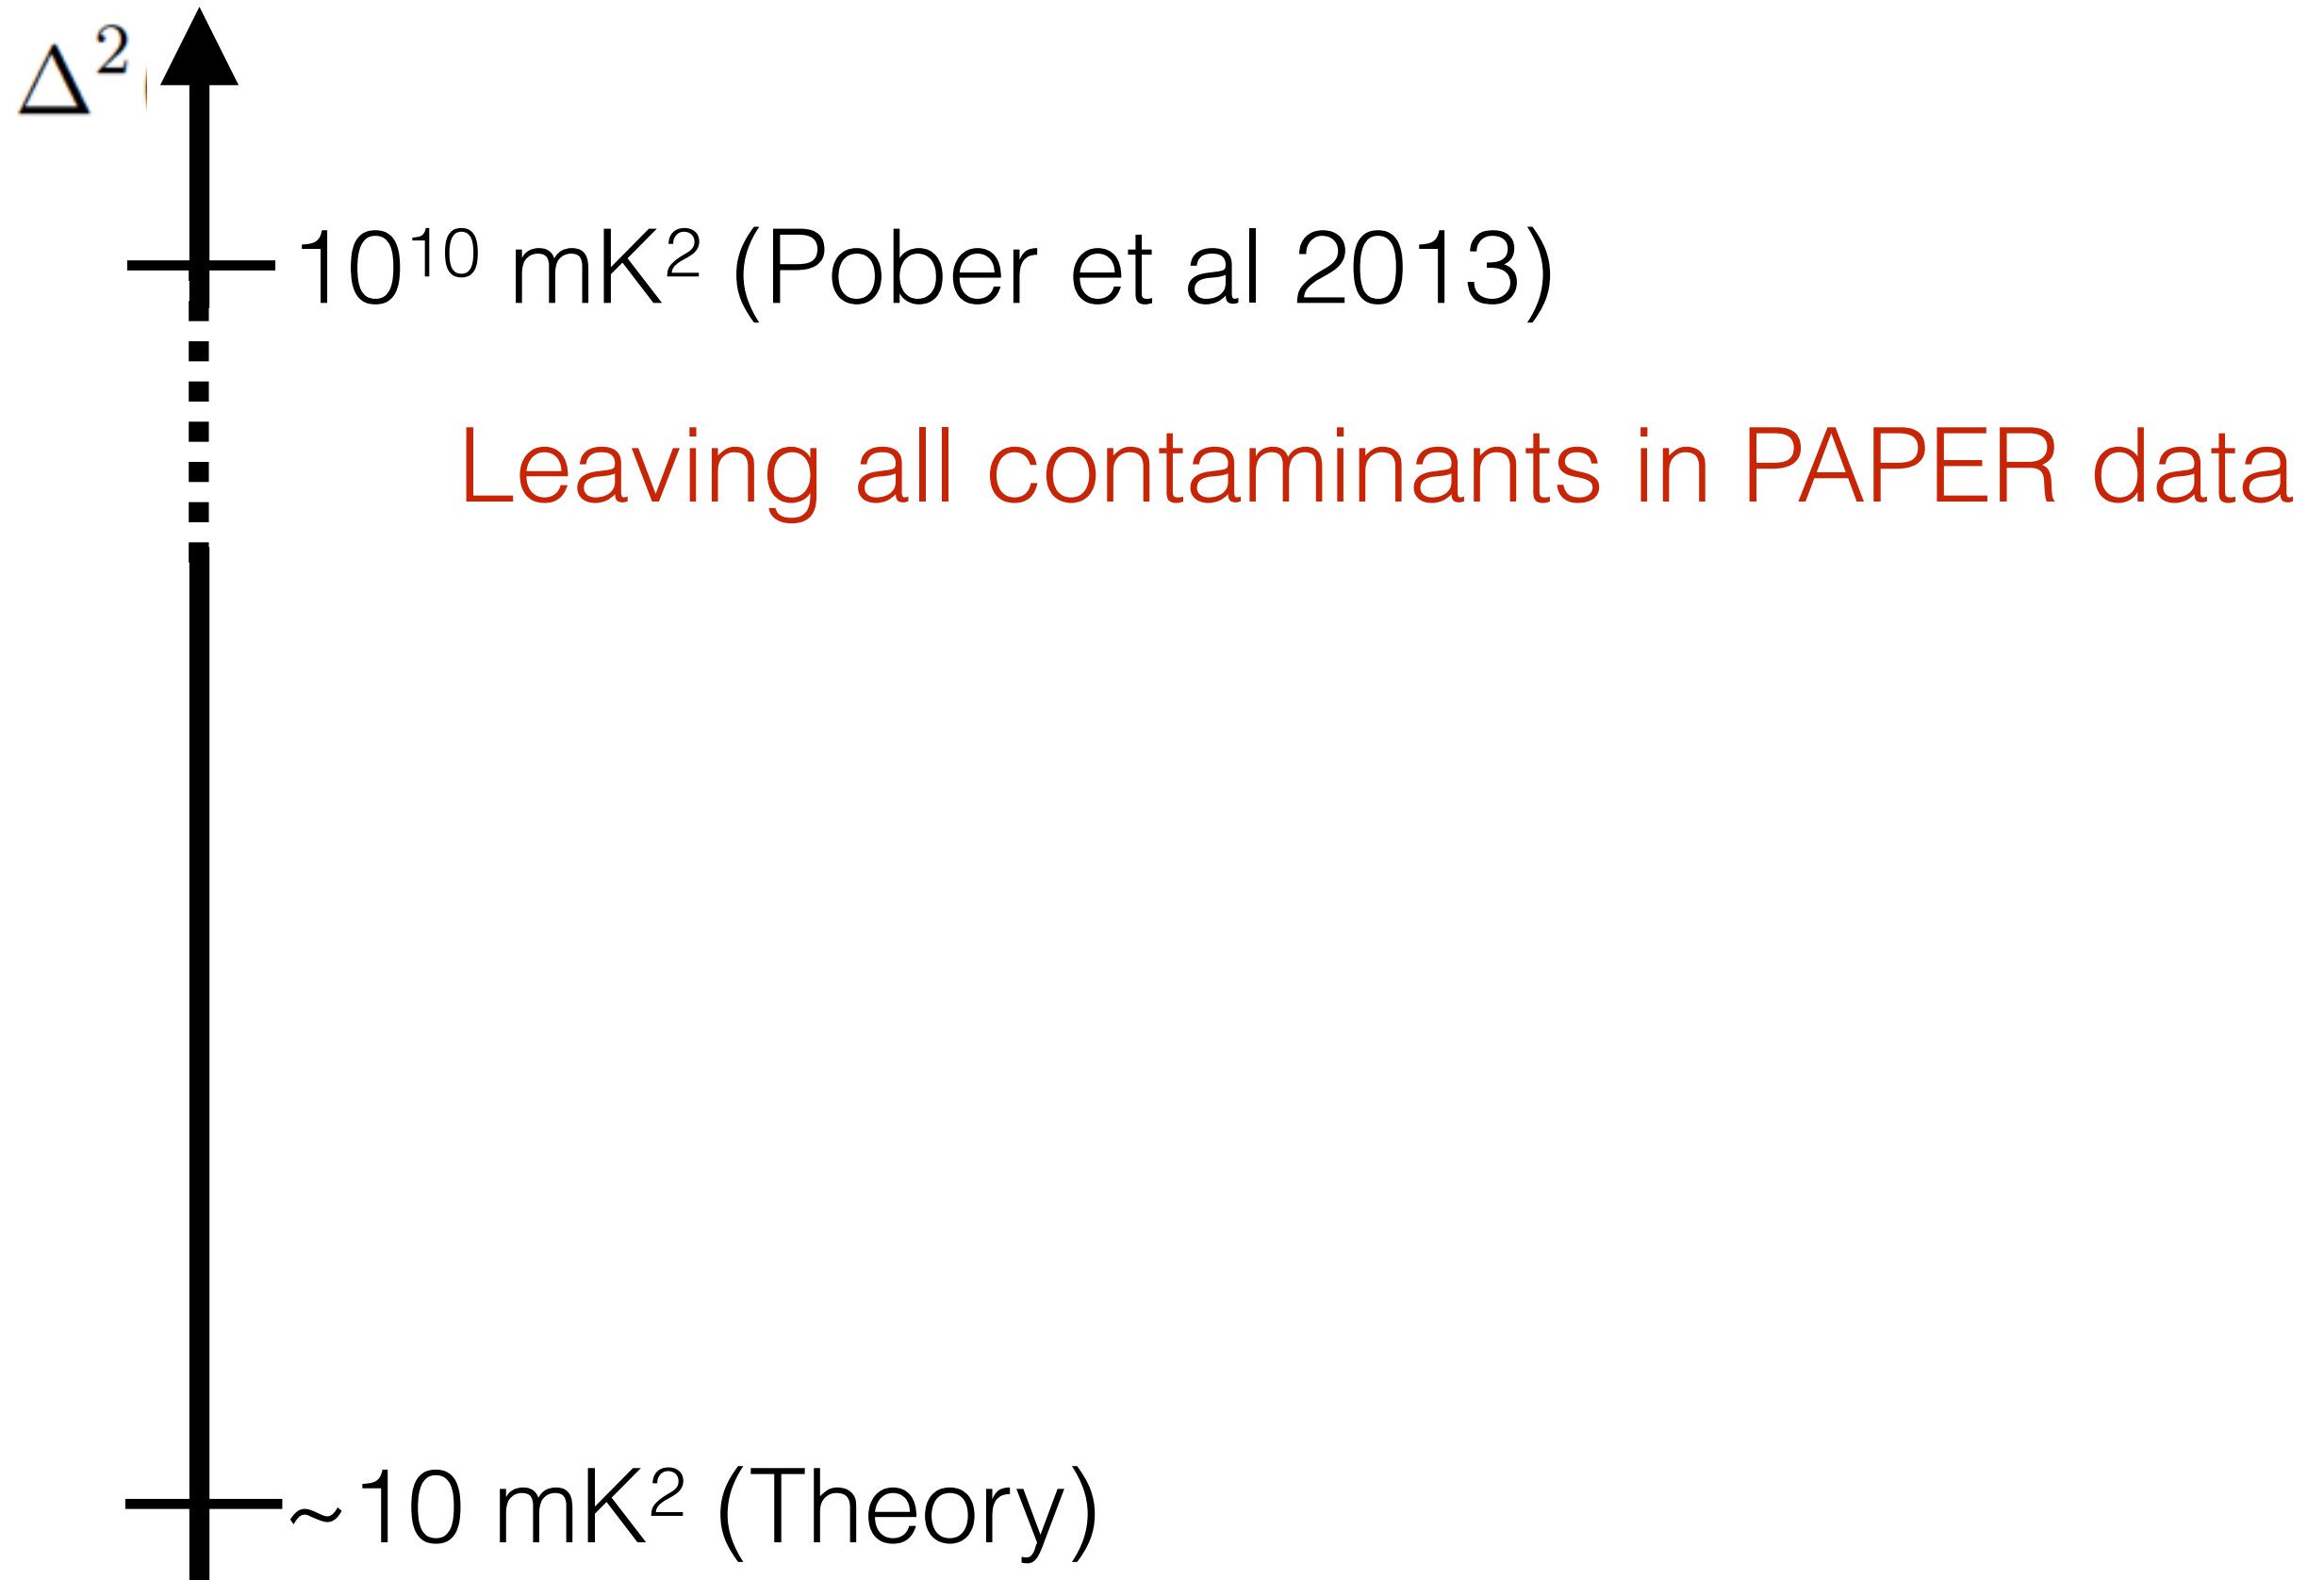 Δ²
10¹⁰ mK² (Pober et al 2013)
Leaving all contaminants in PAPER data
~10 mK² (Theory)